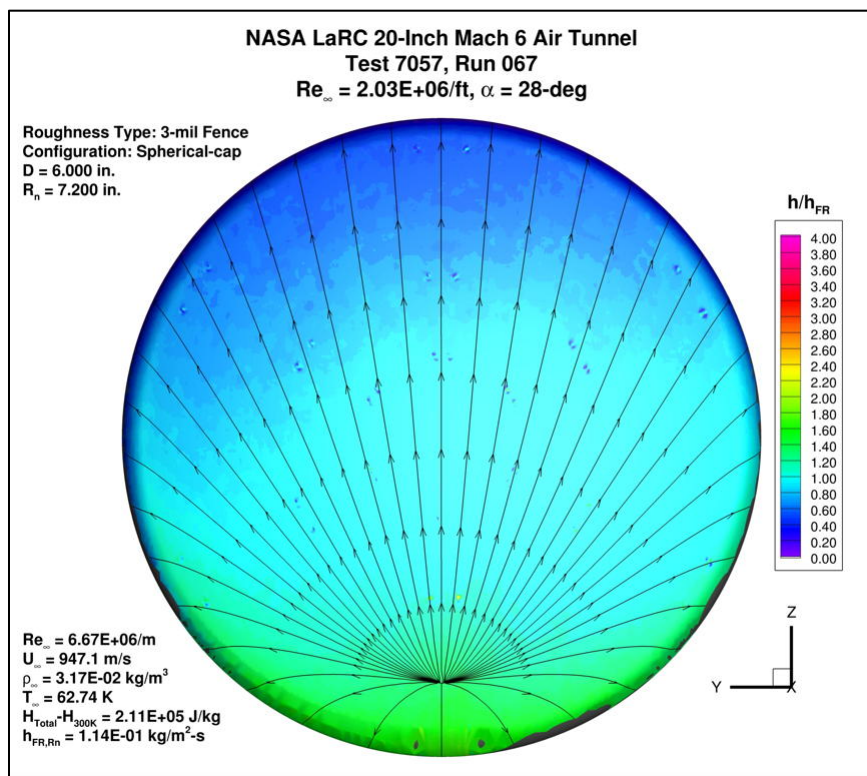 NASA LaRC 20-Inch Mach 6 Air Tunnel
Test 7057, Run 067
Re∞ = 2.03E+06/ft, α = 28-deg
Roughness Type: 3-mil Fence
Configuration: Spherical-cap
D = 6.000 in.
Rn = 7.200 in.
h/hFR
4.00
3.80
3.60
3.40
3.20
3.00
2.80
2.60
2.40
2.20
2.00
1.80
1.60
1.40
1.20
1.00
0.80
0.60
0.40
0.20
0.00
Re∞ = 6.67E+06/m
U∞ = 947.1 m/s
ρ∞ = 3.17E-02 kg/m³
T∞ = 62.74 K
HTotal-H300K = 2.11E+05 J/kg
hFR,Rn = 1.14E-01 kg/m²-s
Z
Y
X